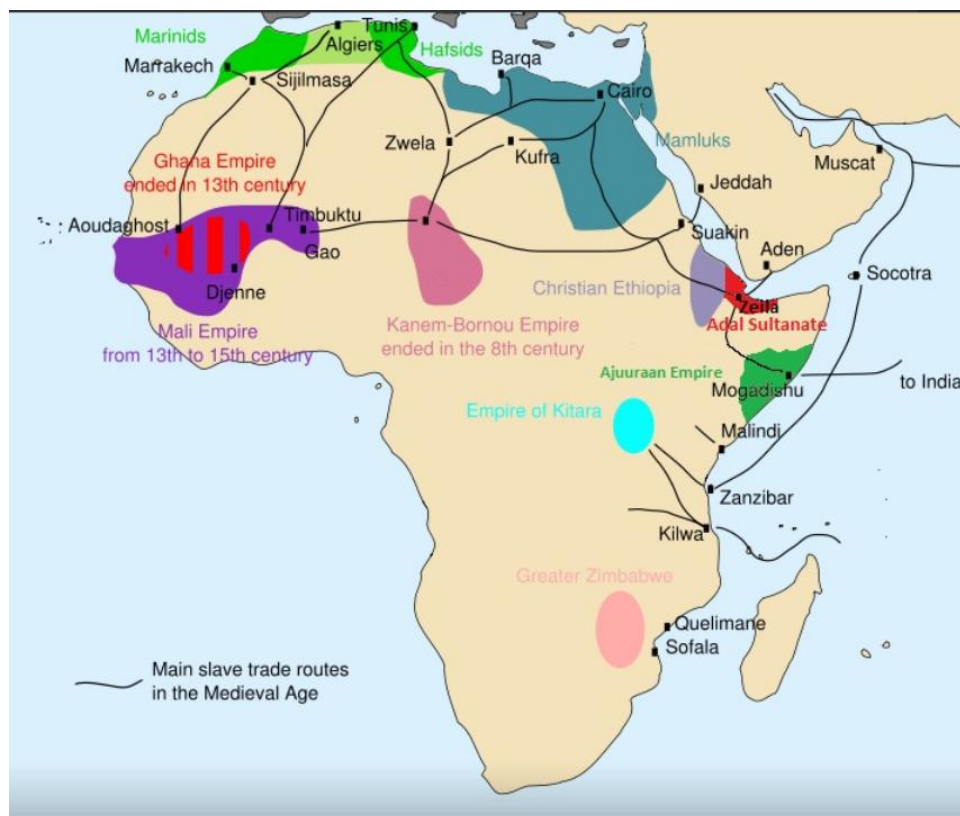 Tunis
Marinids
Algiers
Hafsids
Marrakech
Sijilmasa
Barqa
Cairo
Zwela
Kufra
Mamluks
Muscat
Ghana Empire
ended in 13th century
Jeddah
Aoudaghost
Timbuktu
Gao
Suakin
Aden
Socotra
Djenne
Christian Ethiopia
Zeila
Adal Sultanate
Mali Empire
from 13th to 15th century
Kanem-Bornou Empire
ended in the 8th century
Ajuuraan Empire
Mogadishu
to India
Empire of Kitara
Malindi
Zanzibar
Kilwa
Greater Zimbabwe
Quelimane
Sofala
Main slave trade routes
in the Medieval Age